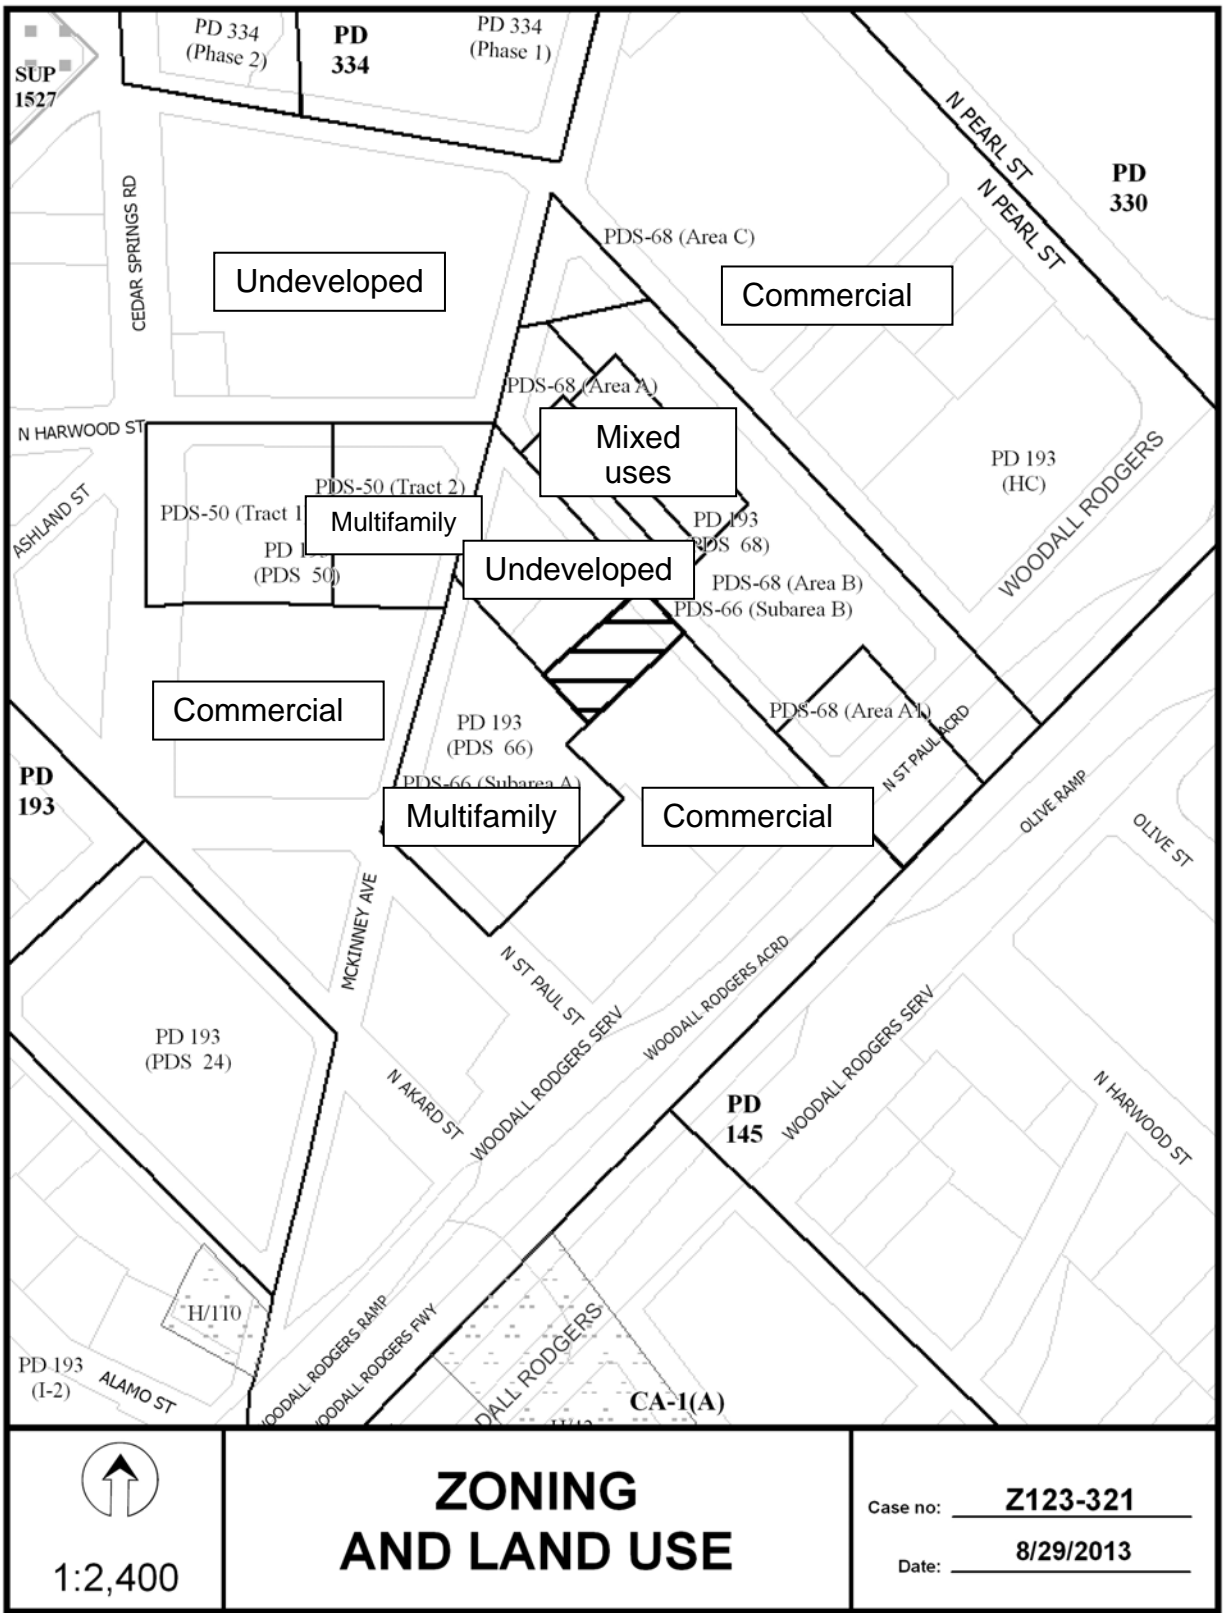 PD 334
(Phase 2)
PD
334
PD 334
(Phase 1)
SUP
1527
N PEARL ST
N PEARL ST
PD
330
CEDAR SPRINGS RD
PDS-68 (Area C)
Undeveloped
Commercial
PDS-68 (Area A)
N HARWOOD ST
Mixed
uses
PD 193
(HC)
WOODALL RODGERS
ASHLAND ST
PDS-50 (Tract 2)
PDS-50 (Tract 1
Multifamily
PD 193
(PDS 68)
(PDS 50)
Undeveloped
PDS-68 (Area B)
PDS-66 (Subarea B)
Commercial
PD 193
(PDS 66)
PDS-68 (Area A1)
N ST PAUL ACRD
PD
193
PDS-66 (Subarea A)
Multifamily
Commercial
OLIVE RAMP
OLIVE ST
MCKINNEY AVE
N ST PAUL ST
WOODALL RODGERS ACRD
WOODALL RODGERS SERV
WOODALL RODGERS SERV
PD 193
(PDS 24)
N AKARD ST
PD
145
N HARWOOD ST
H/110
PD 193
(I-2)
ALAMO ST
WOODALL RODGERS RAMP
WOODALL RODGERS FWY
DALL RODGERS
CA-1(A)
1:2,400
ZONING
AND LAND USE
Case no: Z123-321
Date: 8/29/2013